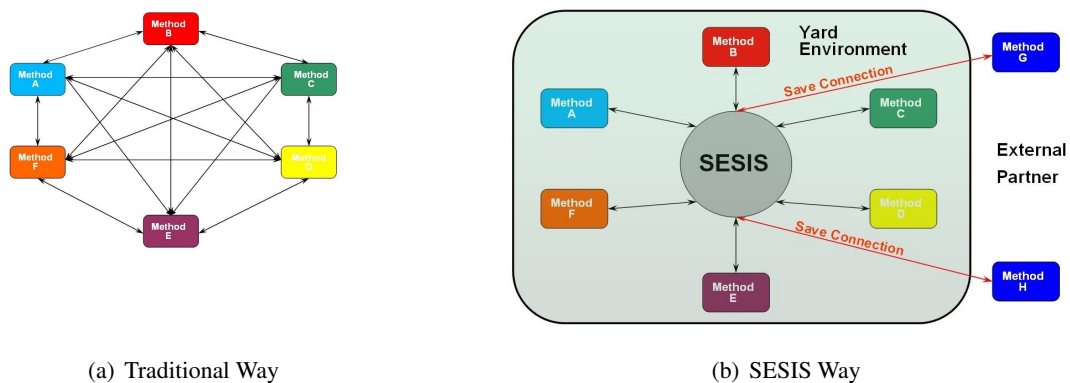 Method
B
Method
A
Method
C
Method
F
Method
D
Method
E
(a) Traditional Way
Yard
Environment
Method
B
Method
G
Save Connection
Method
A
Method
C
SESIS
External
Partner
Method
F
Method
D
Save Connection
Method
E
Method
H
(b) SESIS Way